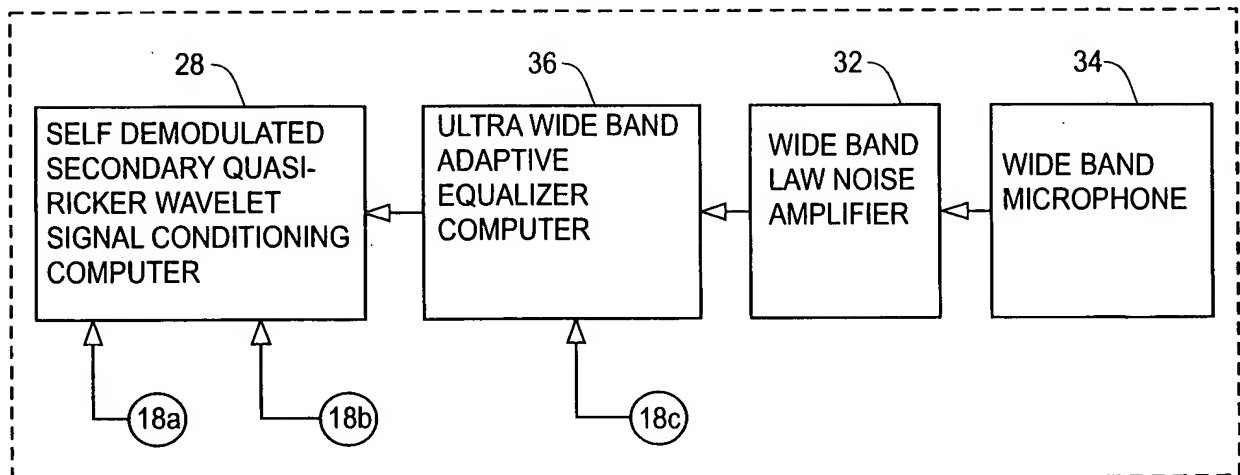 28
36
32
34
SELF DEMODULATED
SECONDARY QUASI-
RICKER WAVELET
SIGNAL CONDITIONING
COMPUTER
ULTRA WIDE BAND
ADAPTIVE
EQUALIZER
COMPUTER
WIDE BAND
LAW NOISE
AMPLIFIER
WIDE BAND
MICROPHONE
18a
18b
18c